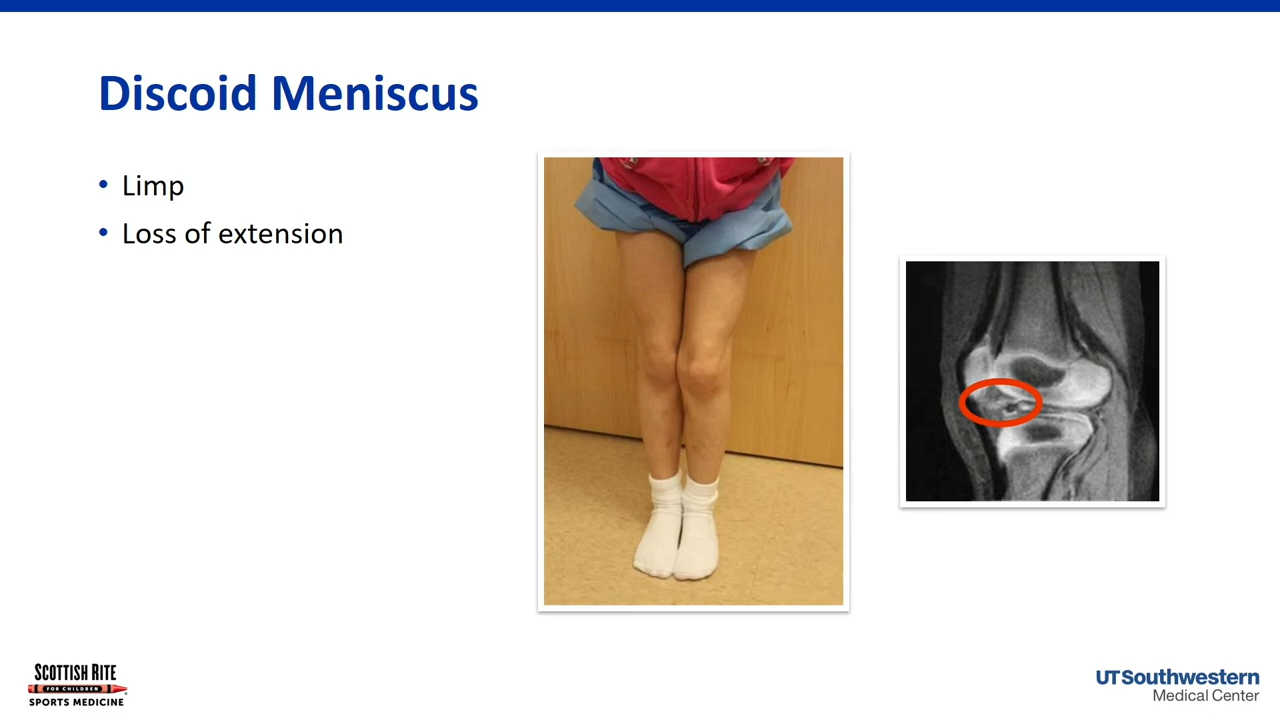 Discoid Meniscus
• Limp
• Loss of extension
SCOTTISH RITE
FOR CHILDREN
SPORTS MEDICINE
UTSouthwestern
Medical Center